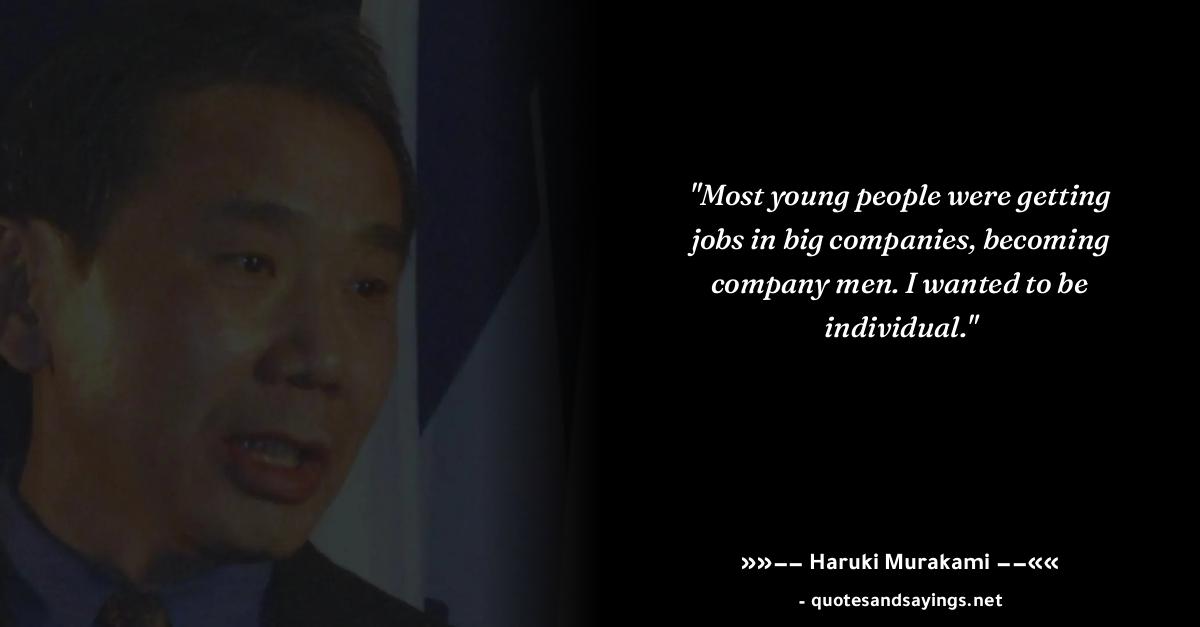 "Most young people were getting
jobs in big companies, becoming
company men. I wanted to be
individual."
»»−− Haruki Murakami −−««
- quotesandsayings.net